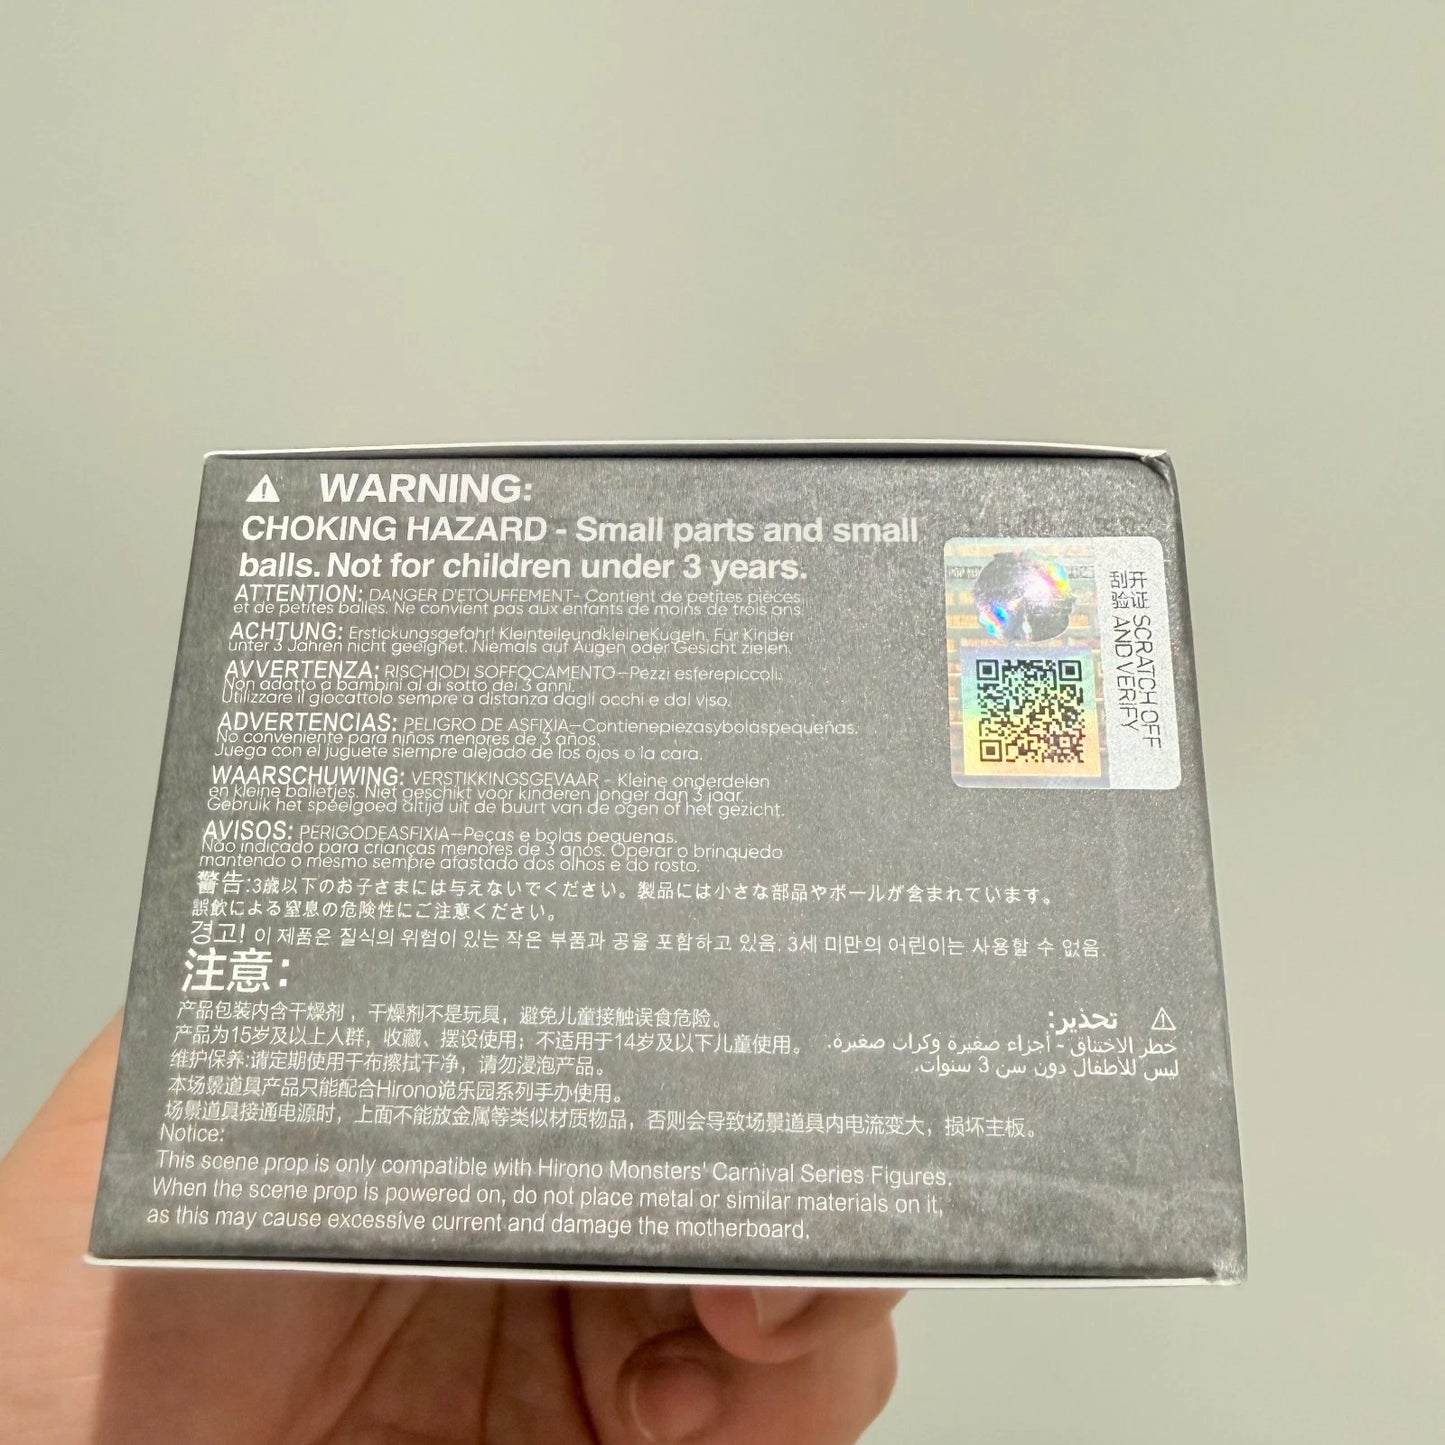 ⚠ WARNING:
CHOKING HAZARD - Small parts and small
balls. Not for children under 3 years.
ATTENTION: DANGER D'ETOUFFEMENT- Contient de petites pièces
et de petites balles. Ne convient pas aux enfants de moins de trois ans.
ACHTUNG: Erstickungsgefahr! KleinteileundkleineKugeln. Für Kinder
unter 3 Jahren nicht geeignet. Niemals auf Augen oder Gesicht zielen.
AVVERTENZA: RISCHIODI SOFFOCAMENTO—Pezzi esferepiccoli.
Non adatto a bambini al di sotto dei 3 anni.
Utilizzare il giocattolo sempre a distanza dagli occhi e dal viso.
ADVERTENCIAS: PELIGRO DE ASFIXIA—Contienepiezasybolaspequeñas.
No conveniente para niños menores de 3 años.
Juega con el juguete siempre alejado de los ojos o la cara.
WAARSCHUWING: VERSTIKKINGSGEVAAR - Kleine onderdelen
en kleine balletjes. Niet geschikt voor kinderen jonger dan 3 jaar.
Gebruik het speelgoed altijd uit de buurt van de ogen of het gezicht.
AVISOS: PERIGODEASFIXIA—Peças e bolas pequenas.
Não indicado para crianças menores de 3 anos. Operar o brinquedo
mantendo o mesmo sempre afastado dos olhos e do rosto.
警告:3歳以下のお子さまには与えないでください。製品には小さな部品やボールが含まれています。
誤飲による窒息の危険性にご注意ください。
경고! 이 제품은 질식의 위험이 있는 작은 부품과 공을 포함하고 있음. 3세 미만의 어린이는 사용할 수 없음.
注意:
产品包装内含干燥剂，干燥剂不是玩具，避免儿童接触误食危险。
产品为15岁及以上人群，收藏、摆设使用；不适用于14岁及以下儿童使用。
维护保养:请定期使用干布擦拭干净，请勿浸泡产品。
本场景道具产品只能配合Hirono诡乐园系列手办使用。
场景道具接通电源时，上面不能放金属等类似材质物品，否则会导致场景道具内电流变大，损坏主板。
Notice:
This scene prop is only compatible with Hirono Monsters' Carnival Series Figures.
When the scene prop is powered on, do not place metal or similar materials on it,
as this may cause excessive current and damage the motherboard.
⚠ تحذير:
خطر الاختناق - أجزاء صغيرة وكرات صغيرة.
ليس للأطفال دون سن 3 سنوات.
刮开
验证
SCRATCH OFF
AND VERIFY